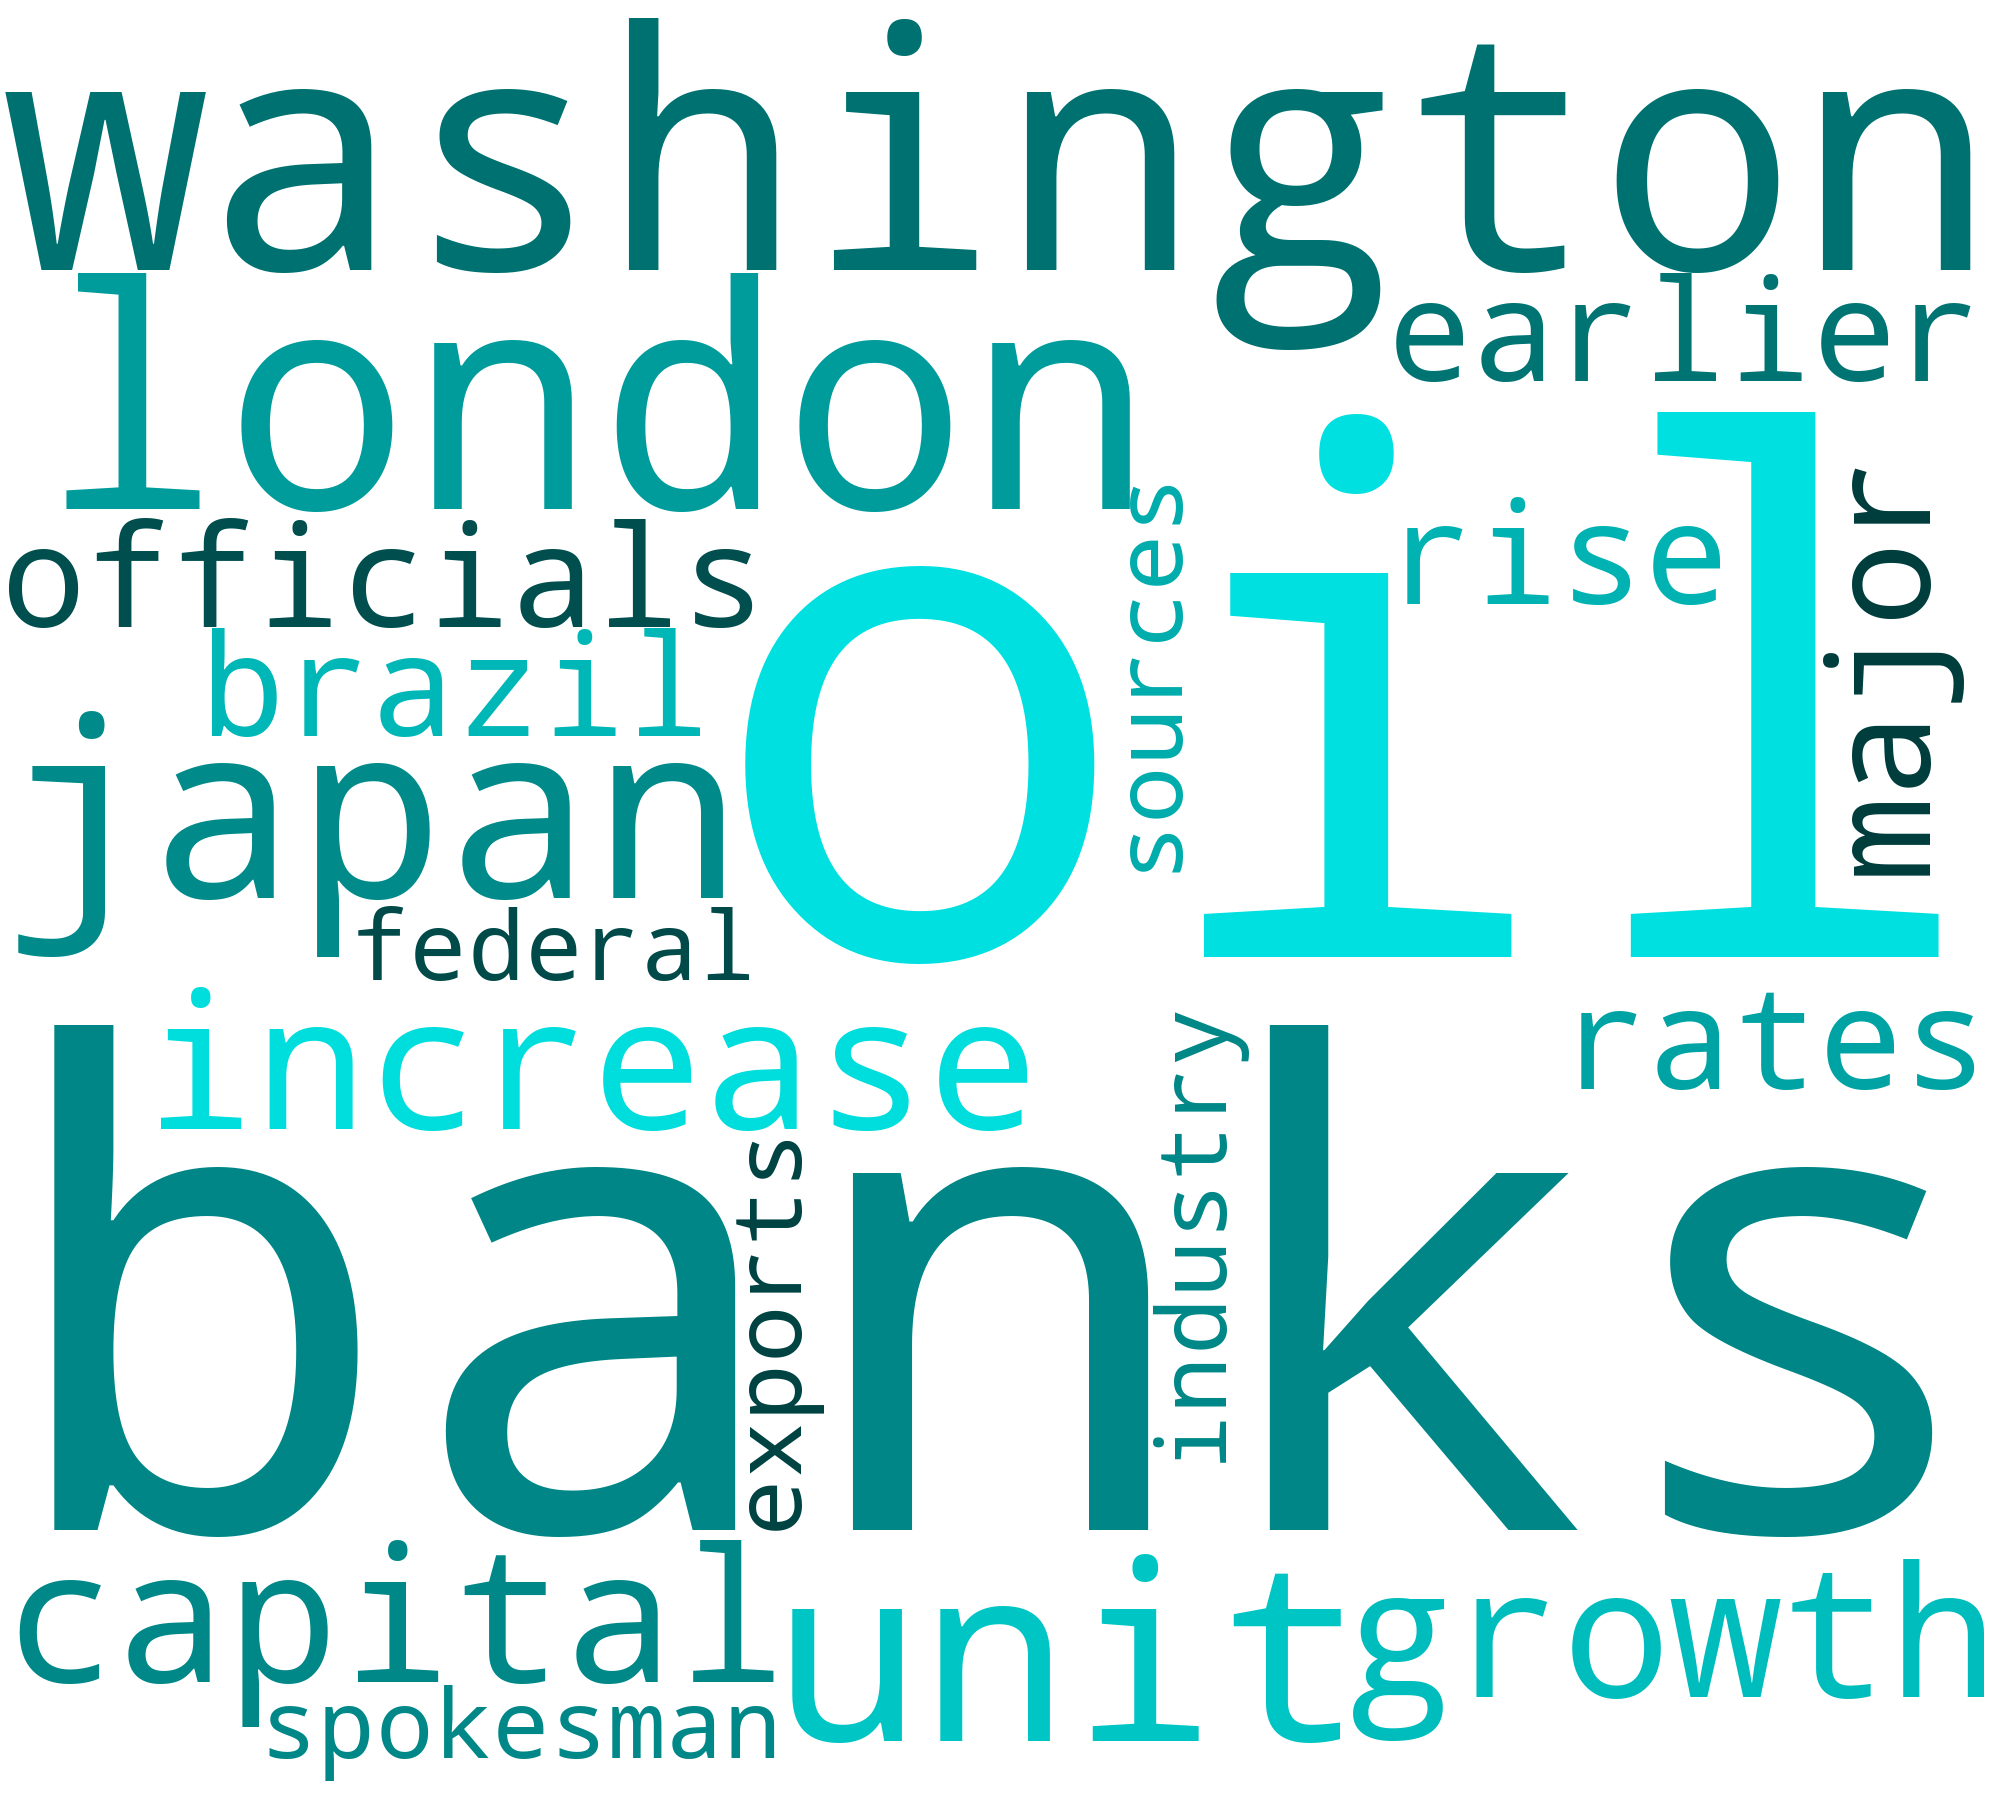 washington
london
earlier
oil
sources
rise
major
officials
brazil
japan
federal
increase
rates
banks
exports
industry
capital
unit
growth
spokesman